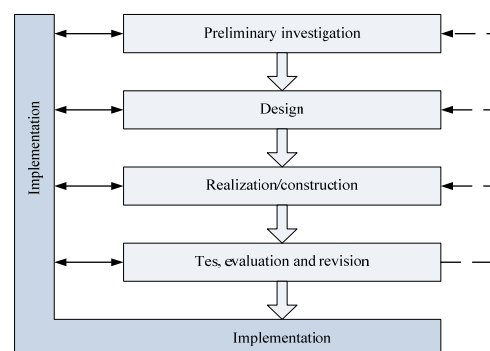 Preliminary investigation
Design
Implementation
Realization/construction
Tes, evaluation and revision
Implementation